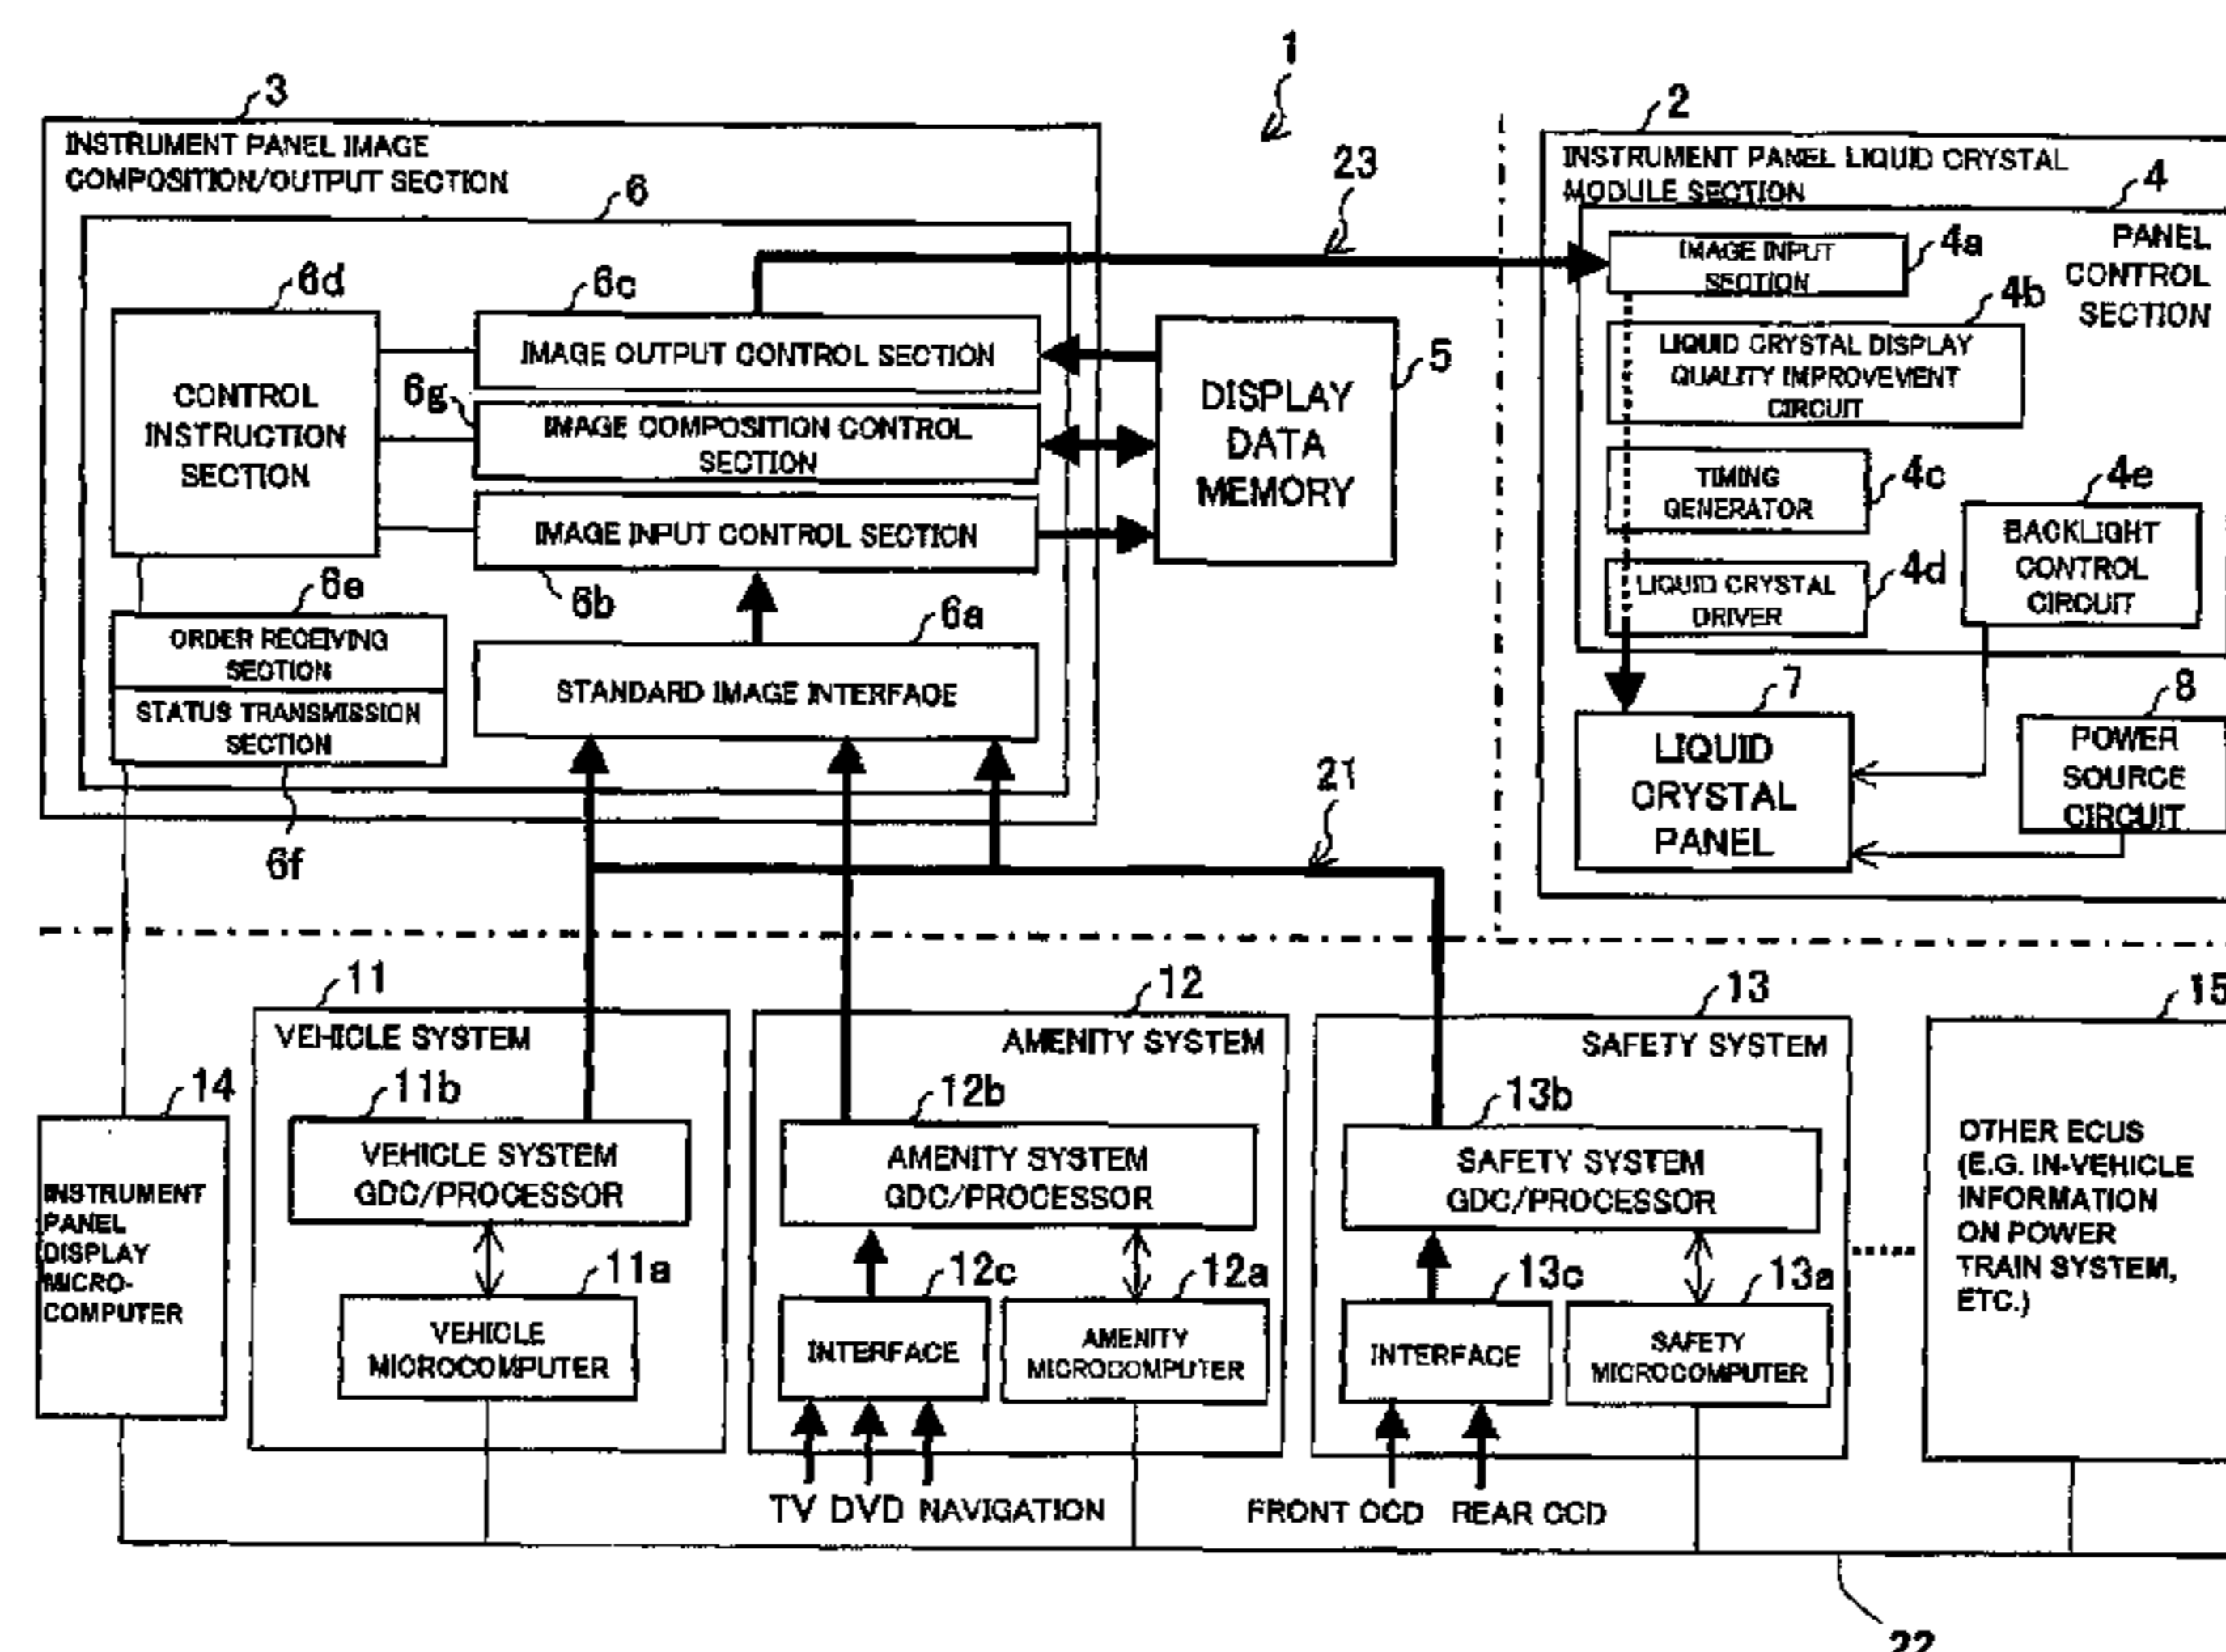 1
3
INSTRUMENT PANEL IMAGE
COMPOSITION/OUTPUT SECTION
6
23
6d
6c
CONTROL
INSTRUCTION
SECTION
IMAGE OUTPUT CONTROL SECTION
6g
IMAGE COMPOSITION CONTROL
SECTION
IMAGE INPUT CONTROL SECTION
6b
DISPLAY
DATA
MEMORY
5
6e
ORDER RECEIVING
SECTION
STATUS TRANSMISSION
SECTION
6f
6a
STANDARD IMAGE INTERFACE
21
2
INSTRUMENT PANEL LIQUID CRYSTAL
MODULE SECTION
4
PANEL
CONTROL
SECTION
IMAGE INPUT
SECTION
4a
4b
LIQUID CRYSTAL DISPLAY
QUALITY IMPROVEMENT
CIRCUIT
TIMING
GENERATOR
4c
4e
BACKLIGHT
CONTROL
CIRCUIT
LIQUID CRYSTAL
DRIVER
4d
7
LIQUID
CRYSTAL
PANEL
8
POWER
SOURCE
CIRCUIT
14
INSTRUMENT
PANEL
DISPLAY
MICRO-
COMPUTER
11
VEHICLE SYSTEM
11b
VEHICLE SYSTEM
GDC/PROCESSOR
11a
VEHICLE
MICROCOMPUTER
12
AMENITY SYSTEM
12b
AMENITY SYSTEM
GDC/PROCESSOR
12c
INTERFACE
12a
AMENITY
MICROCOMPUTER
TV DVD NAVIGATION
13
SAFETY SYSTEM
13b
SAFETY SYSTEM
GDC/PROCESSOR
13c
INTERFACE
13a
SAFETY
MICROCOMPUTER
FRONT CCD REAR CCD
15
OTHER ECUS
(E.G. IN-VEHICLE
INFORMATION
ON POWER
TRAIN SYSTEM,
ETC.)
22